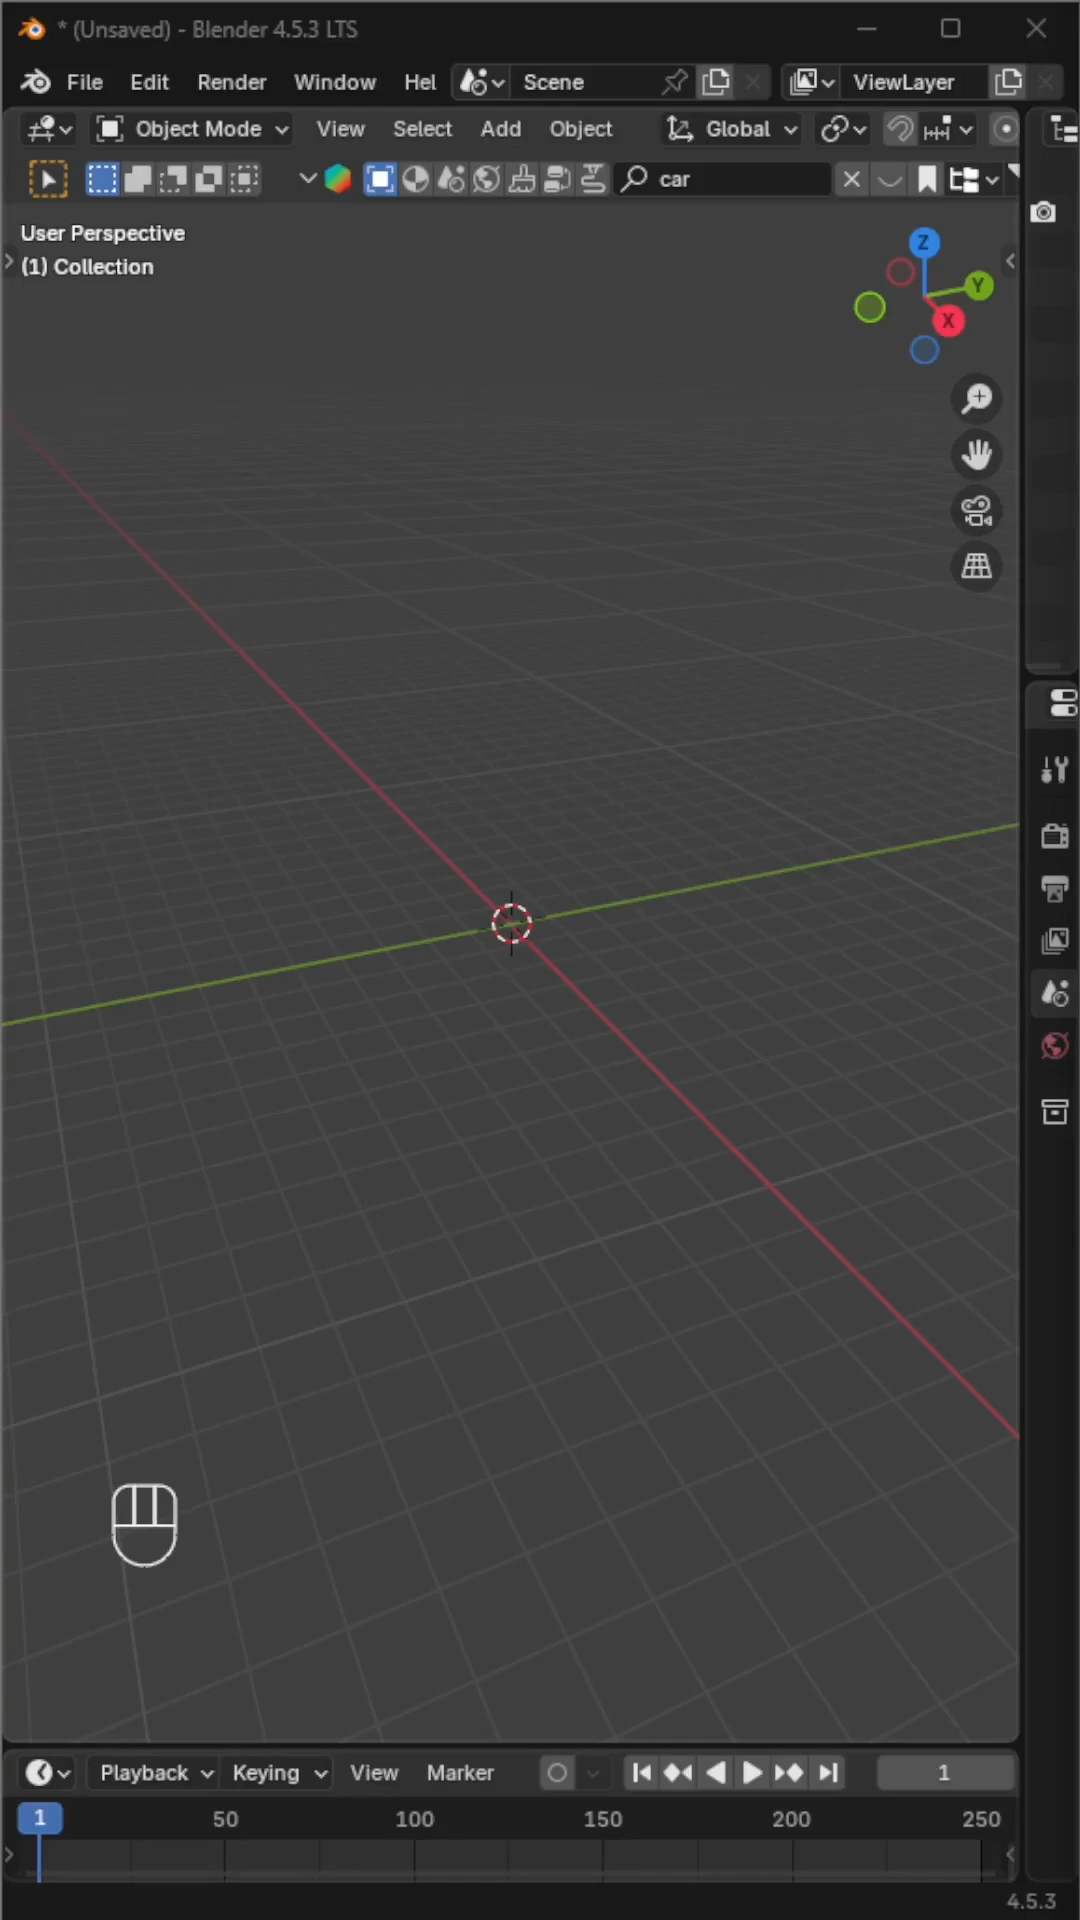 * (Unsaved) - Blender 4.5.3 LTS
File Edit Render Window Hel Scene ViewLayer
Object Mode View Select Add Object Global
car
User Perspective
(1) Collection
Z
Y
X
Playback Keying View Marker 1
1 50 100 150 200 250
4.5.3